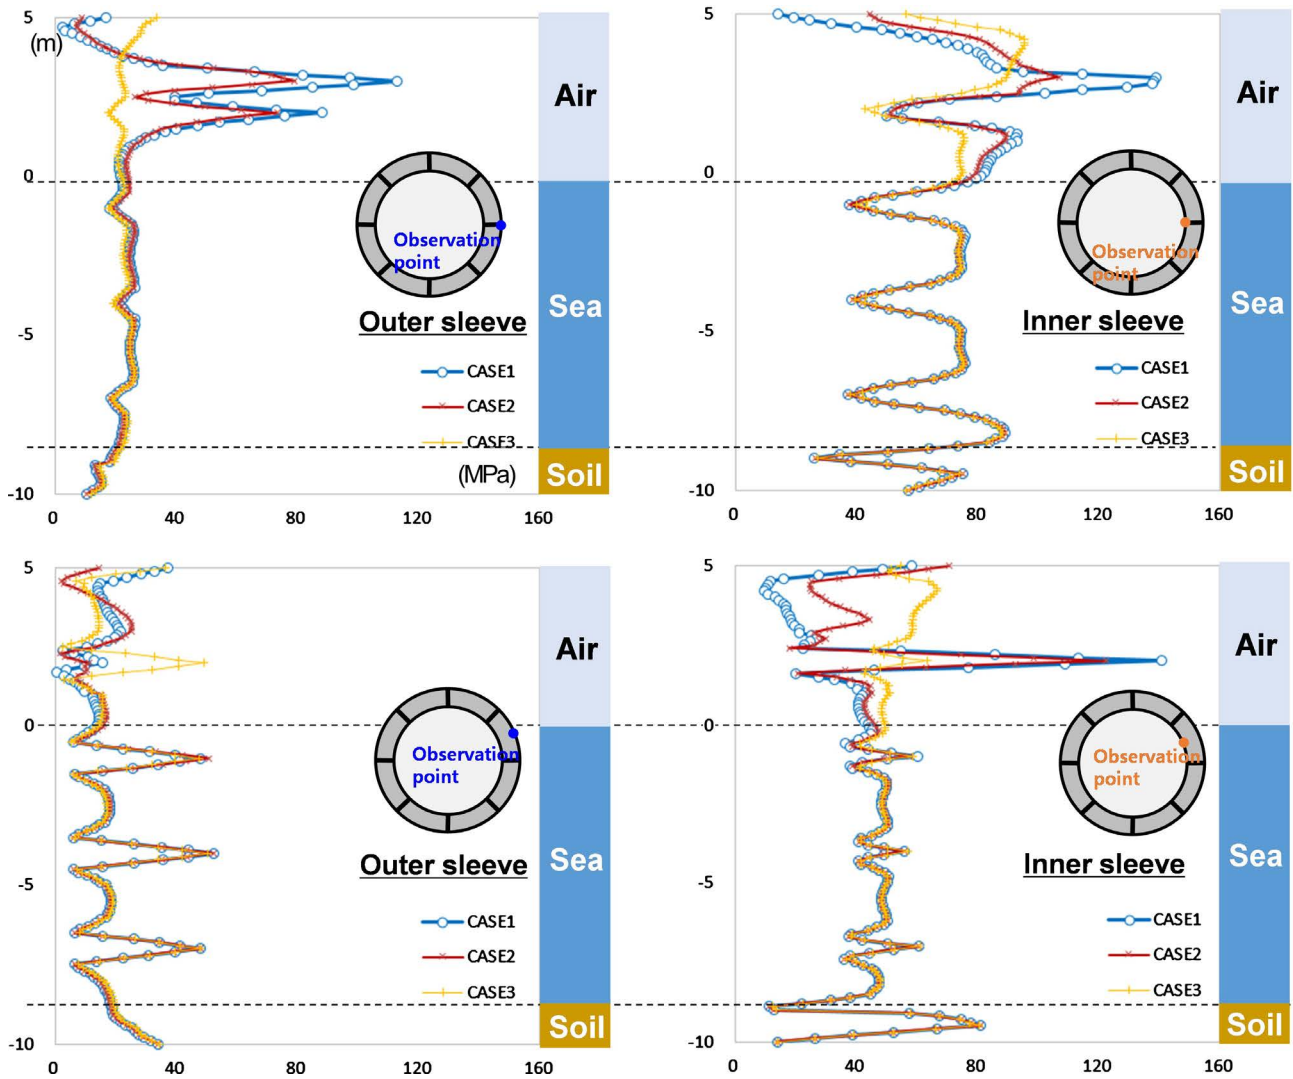 5
(m)
0
-5
-10
0
40
80
120
160
Air
Sea
Soil
Observation
point
Outer sleeve
CASE1
CASE2
CASE3
(MPa)
5
0
-5
-10
0
40
80
120
160
Air
Sea
Soil
Observation
point
Inner sleeve
CASE1
CASE2
CASE3
5
0
-5
-10
0
40
80
120
160
Air
Sea
Soil
Observation
point
Outer sleeve
CASE1
CASE2
CASE3
5
0
-5
-10
0
40
80
120
160
Air
Sea
Soil
Observation
point
Inner sleeve
CASE1
CASE2
CASE3